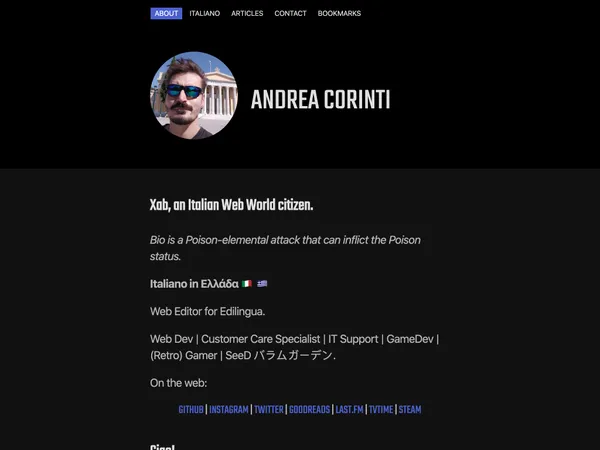 ABOUT ITALIANO ARTICLES CONTACT BOOKMARKS
ANDREA CORINTI
Xab, an Italian Web World citizen.
Bio is a Poison-elemental attack that can inflict the Poison
status.
Italiano in Ελλάδα 🇮🇹 🇬🇷
Web Editor for Edilingua.
Web Dev | Customer Care Specialist | IT Support | GameDev |
(Retro) Gamer | SeeD バラムガーデン.
On the web:
GITHUB | INSTAGRAM | TWITTER | GOODREADS | LAST.FM | TVTIME | STEAM
Ciao!